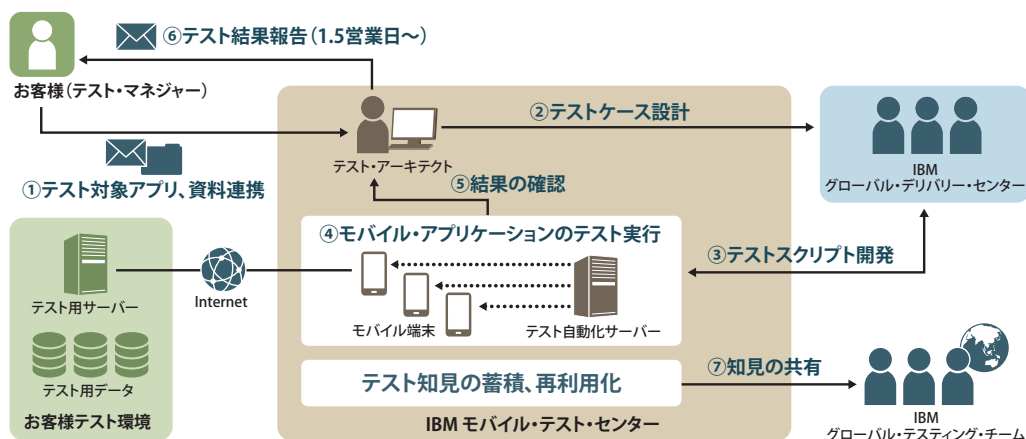 ⑥テスト結果報告（1.5営業日〜）
お客様（テスト・マネジャー）
②テストケース設計
テスト・アーキテクト
IBM
グローバル・デリバリー・センター
①テスト対象アプリ、資料連携
⑤結果の確認
④モバイル・アプリケーションのテスト実行
③テストスクリプト開発
テスト用サーバー
Internet
モバイル端末
テスト自動化サーバー
テスト用データ
お客様テスト環境
テスト知見の蓄積、再利用化
⑦知見の共有
IBM モバイル・テスト・センター
IBM
グローバル・テスティング・チーム